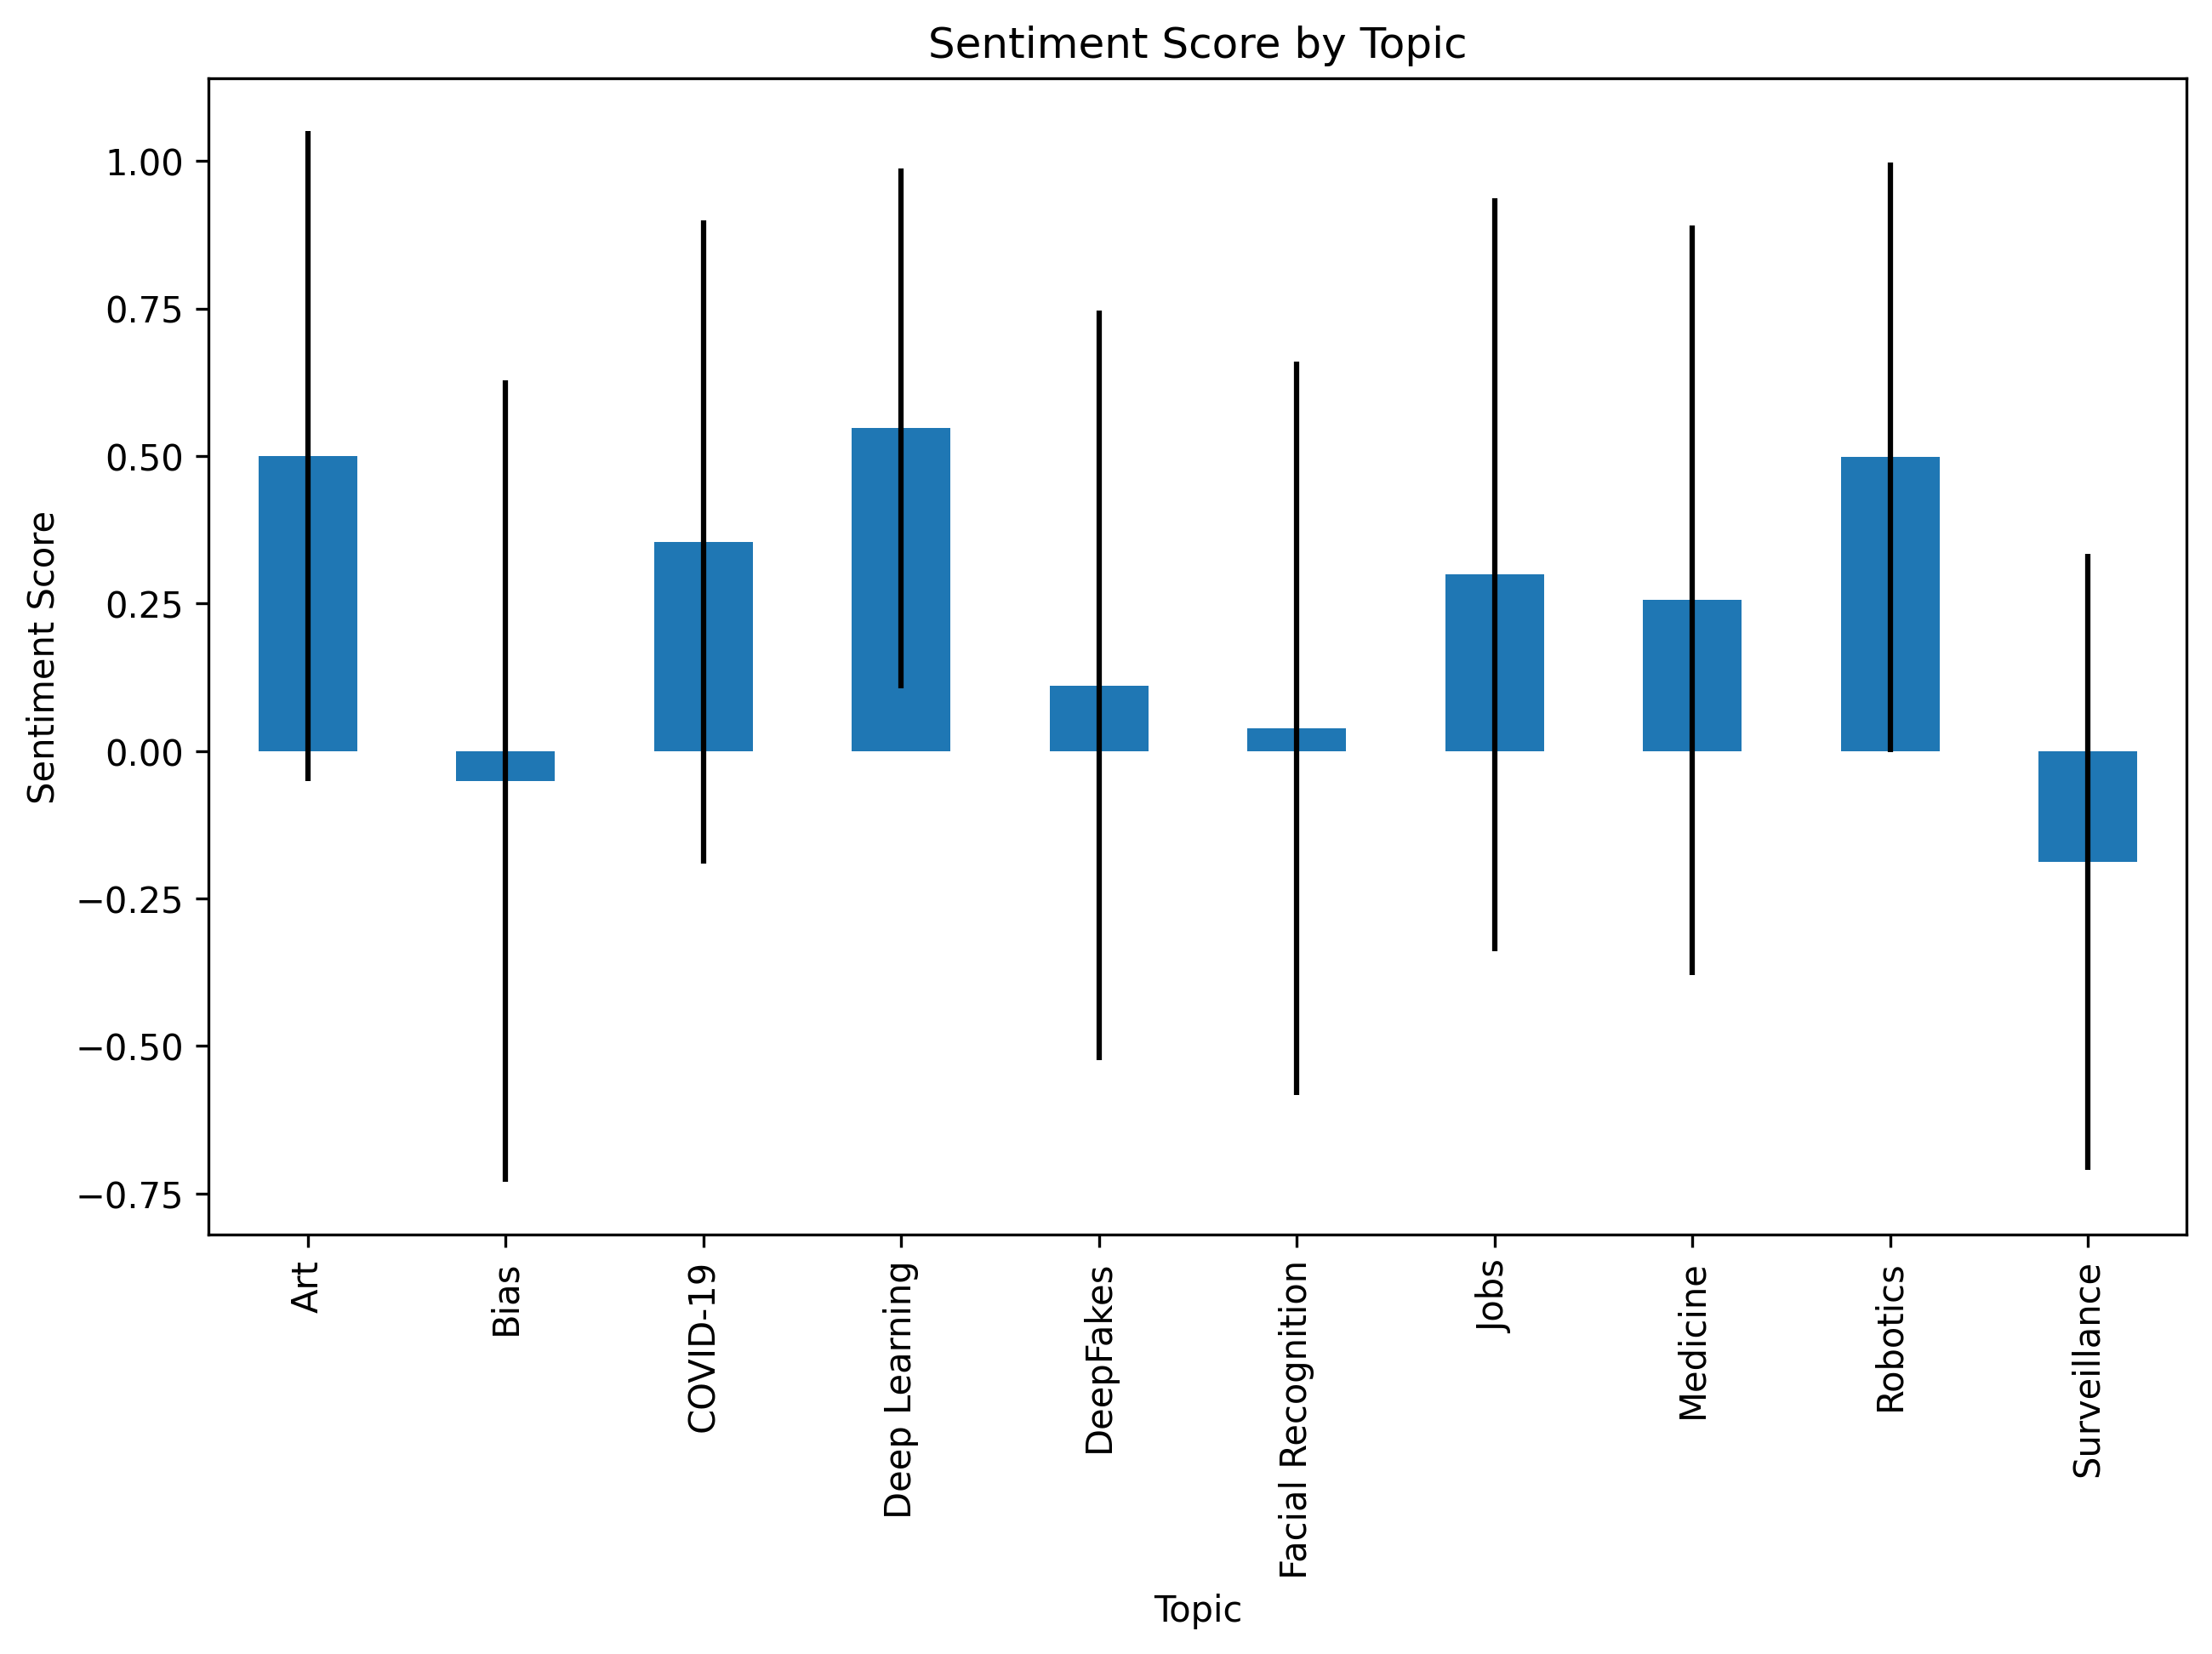 Sentiment Score by Topic
Sentiment Score
1.00
0.75
0.50
0.25
0.00
−0.25
−0.50
−0.75
Art
Bias
COVID-19
Deep Learning
DeepFakes
Facial Recognition
Jobs
Medicine
Robotics
Surveillance
Topic